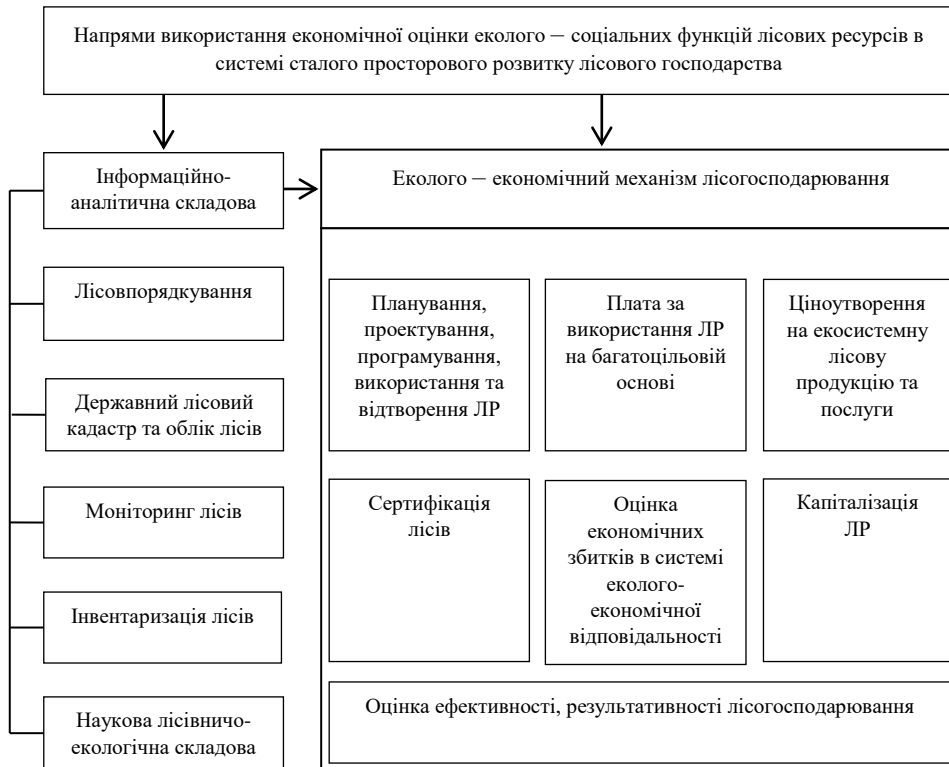 Напрями використання економічної оцінки еколого – соціальних функцій лісових ресурсів в
системі сталого просторового розвитку лісового господарства
Інформаційно-
аналітична складова
Еколого – економічний механізм лісогосподарювання
Лісовпорядкування
Державний лісовий
кадастр та облік лісів
Моніторинг лісів
Інвентаризація лісів
Наукова лісівничо-
екологічна складова
Планування,
проектування,
програмування,
використання та
відтворення ЛР
Плата за
використання ЛР
на багатоцільовій
основі
Ціноутворення
на екосистемну
лісову
продукцію та
послуги
Сертифікація
лісів
Оцінка
економічних
збитків в системі
еколого-
економічної
відповідальності
Капіталізація
ЛР
Оцінка ефективності, результативності лісогосподарювання